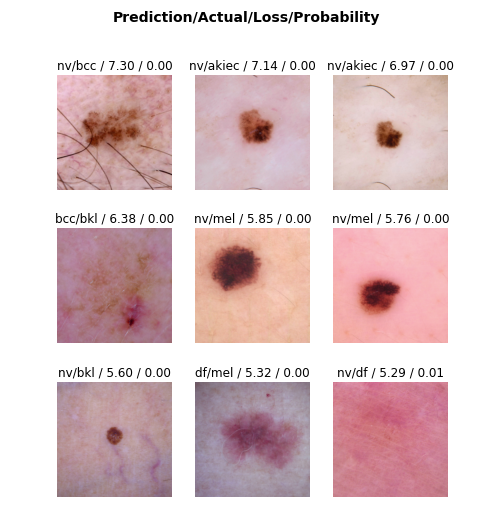 Prediction/Actual/Loss/Probability
nv/bcc / 7.30 / 0.00
nv/akiec / 7.14 / 0.00
nv/akiec / 6.97 / 0.00
bcc/bkl / 6.38 / 0.00
nv/mel / 5.85 / 0.00
nv/mel / 5.76 / 0.00
nv/bkl / 5.60 / 0.00
df/mel / 5.32 / 0.00
nv/df / 5.29 / 0.01